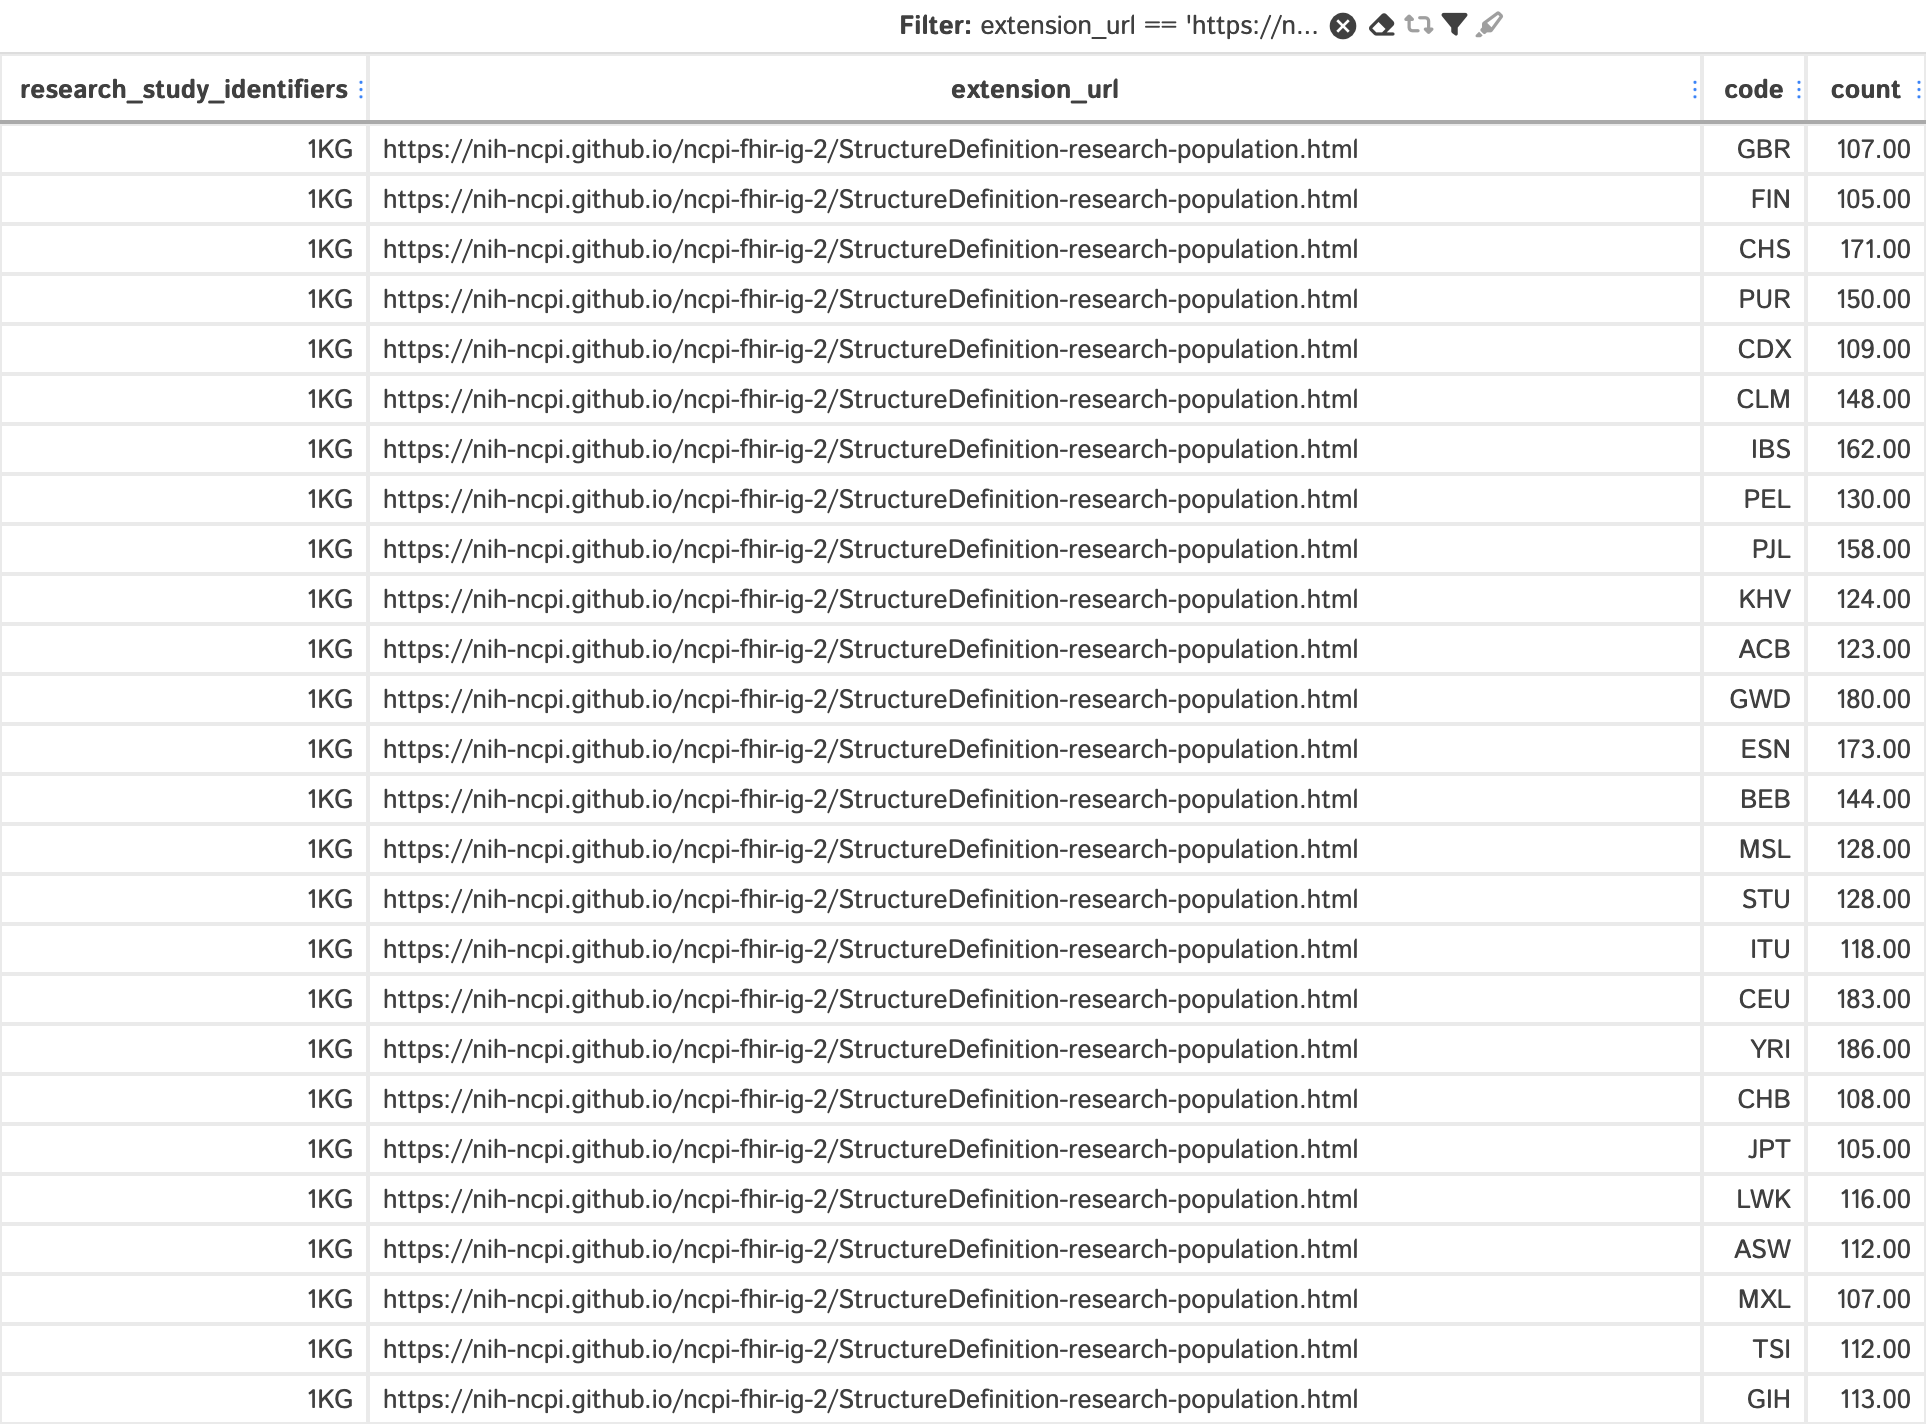 Filter: extension_url == 'https://n...
research_study_identifiers extension_url code count
1KG https://nih-ncpi.github.io/ncpi-fhir-ig-2/StructureDefinition-research-population.html GBR 107.00
1KG https://nih-ncpi.github.io/ncpi-fhir-ig-2/StructureDefinition-research-population.html FIN 105.00
1KG https://nih-ncpi.github.io/ncpi-fhir-ig-2/StructureDefinition-research-population.html CHS 171.00
1KG https://nih-ncpi.github.io/ncpi-fhir-ig-2/StructureDefinition-research-population.html PUR 150.00
1KG https://nih-ncpi.github.io/ncpi-fhir-ig-2/StructureDefinition-research-population.html CDX 109.00
1KG https://nih-ncpi.github.io/ncpi-fhir-ig-2/StructureDefinition-research-population.html CLM 148.00
1KG https://nih-ncpi.github.io/ncpi-fhir-ig-2/StructureDefinition-research-population.html IBS 162.00
1KG https://nih-ncpi.github.io/ncpi-fhir-ig-2/StructureDefinition-research-population.html PEL 130.00
1KG https://nih-ncpi.github.io/ncpi-fhir-ig-2/StructureDefinition-research-population.html PJL 158.00
1KG https://nih-ncpi.github.io/ncpi-fhir-ig-2/StructureDefinition-research-population.html KHV 124.00
1KG https://nih-ncpi.github.io/ncpi-fhir-ig-2/StructureDefinition-research-population.html ACB 123.00
1KG https://nih-ncpi.github.io/ncpi-fhir-ig-2/StructureDefinition-research-population.html GWD 180.00
1KG https://nih-ncpi.github.io/ncpi-fhir-ig-2/StructureDefinition-research-population.html ESN 173.00
1KG https://nih-ncpi.github.io/ncpi-fhir-ig-2/StructureDefinition-research-population.html BEB 144.00
1KG https://nih-ncpi.github.io/ncpi-fhir-ig-2/StructureDefinition-research-population.html MSL 128.00
1KG https://nih-ncpi.github.io/ncpi-fhir-ig-2/StructureDefinition-research-population.html STU 128.00
1KG https://nih-ncpi.github.io/ncpi-fhir-ig-2/StructureDefinition-research-population.html ITU 118.00
1KG https://nih-ncpi.github.io/ncpi-fhir-ig-2/StructureDefinition-research-population.html CEU 183.00
1KG https://nih-ncpi.github.io/ncpi-fhir-ig-2/StructureDefinition-research-population.html YRI 186.00
1KG https://nih-ncpi.github.io/ncpi-fhir-ig-2/StructureDefinition-research-population.html CHB 108.00
1KG https://nih-ncpi.github.io/ncpi-fhir-ig-2/StructureDefinition-research-population.html JPT 105.00
1KG https://nih-ncpi.github.io/ncpi-fhir-ig-2/StructureDefinition-research-population.html LWK 116.00
1KG https://nih-ncpi.github.io/ncpi-fhir-ig-2/StructureDefinition-research-population.html ASW 112.00
1KG https://nih-ncpi.github.io/ncpi-fhir-ig-2/StructureDefinition-research-population.html MXL 107.00
1KG https://nih-ncpi.github.io/ncpi-fhir-ig-2/StructureDefinition-research-population.html TSI 112.00
1KG https://nih-ncpi.github.io/ncpi-fhir-ig-2/StructureDefinition-research-population.html GIH 113.00